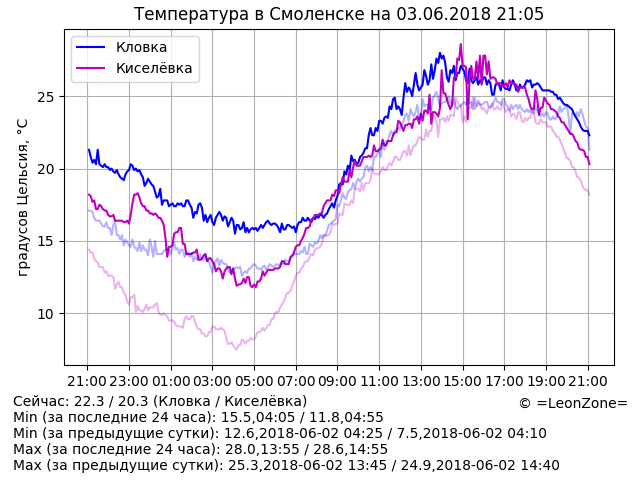 Температура в Смоленске на 03.06.2018 21:05
Кловка
Киселёвка
градусов Цельсия, °C
25
20
15
10
21:00 23:00 01:00 03:00 05:00 07:00 09:00 11:00 13:00 15:00 17:00 19:00 21:00
Сейчас: 22.3 / 20.3 (Кловка / Киселёвка)
© =LeonZone=
Min (за последние 24 часа): 15.5,04:05 / 11.8,04:55
Min (за предыдущие сутки): 12.6,2018-06-02 04:25 / 7.5,2018-06-02 04:10
Max (за последние 24 часа): 28.0,13:55 / 28.6,14:55
Max (за предыдущие сутки): 25.3,2018-06-02 13:45 / 24.9,2018-06-02 14:40